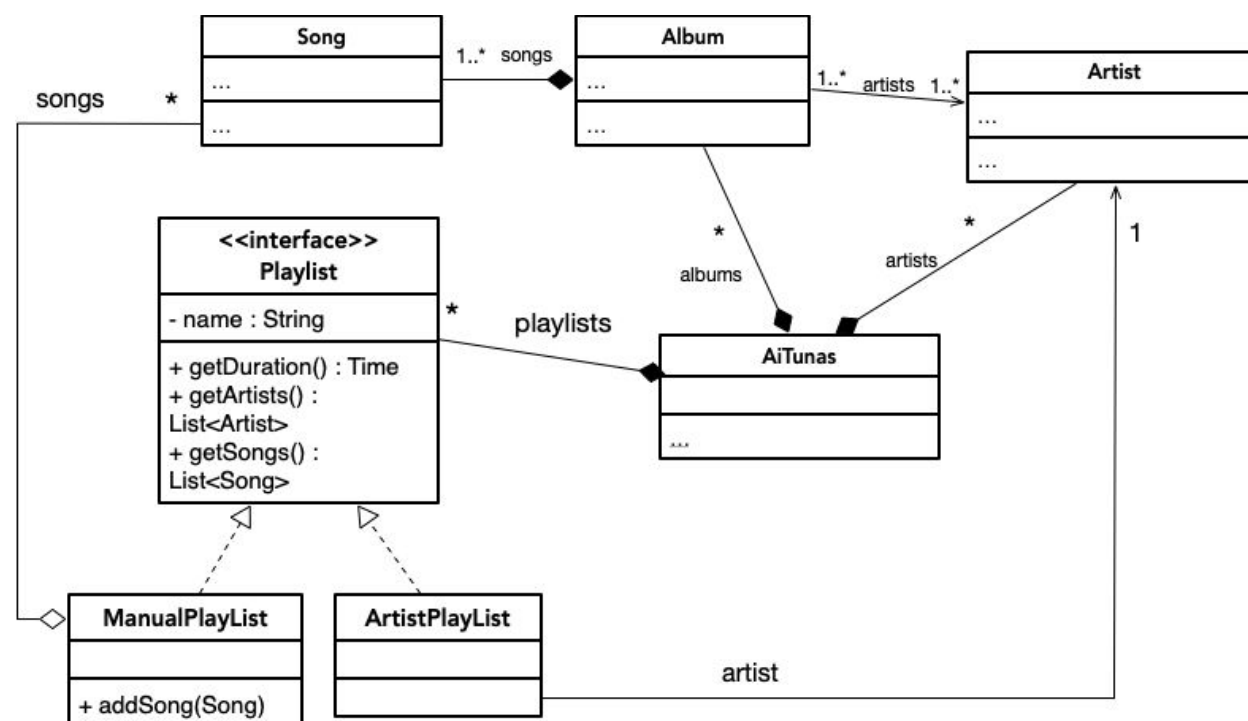 Song
...
...
1..* songs
Album
...
...
1..* artists 1..*
Artist
...
...
songs *
<<interface>>
Playlist
- name : String
+ getDuration() : Time
+ getArtists() :
List<Artist>
+ getSongs() :
List<Song>
* playlists
*
albums
*
artists
1
AiTunas
...
ManualPlayList
+ addSong(Song)
ArtistPlayList
artist